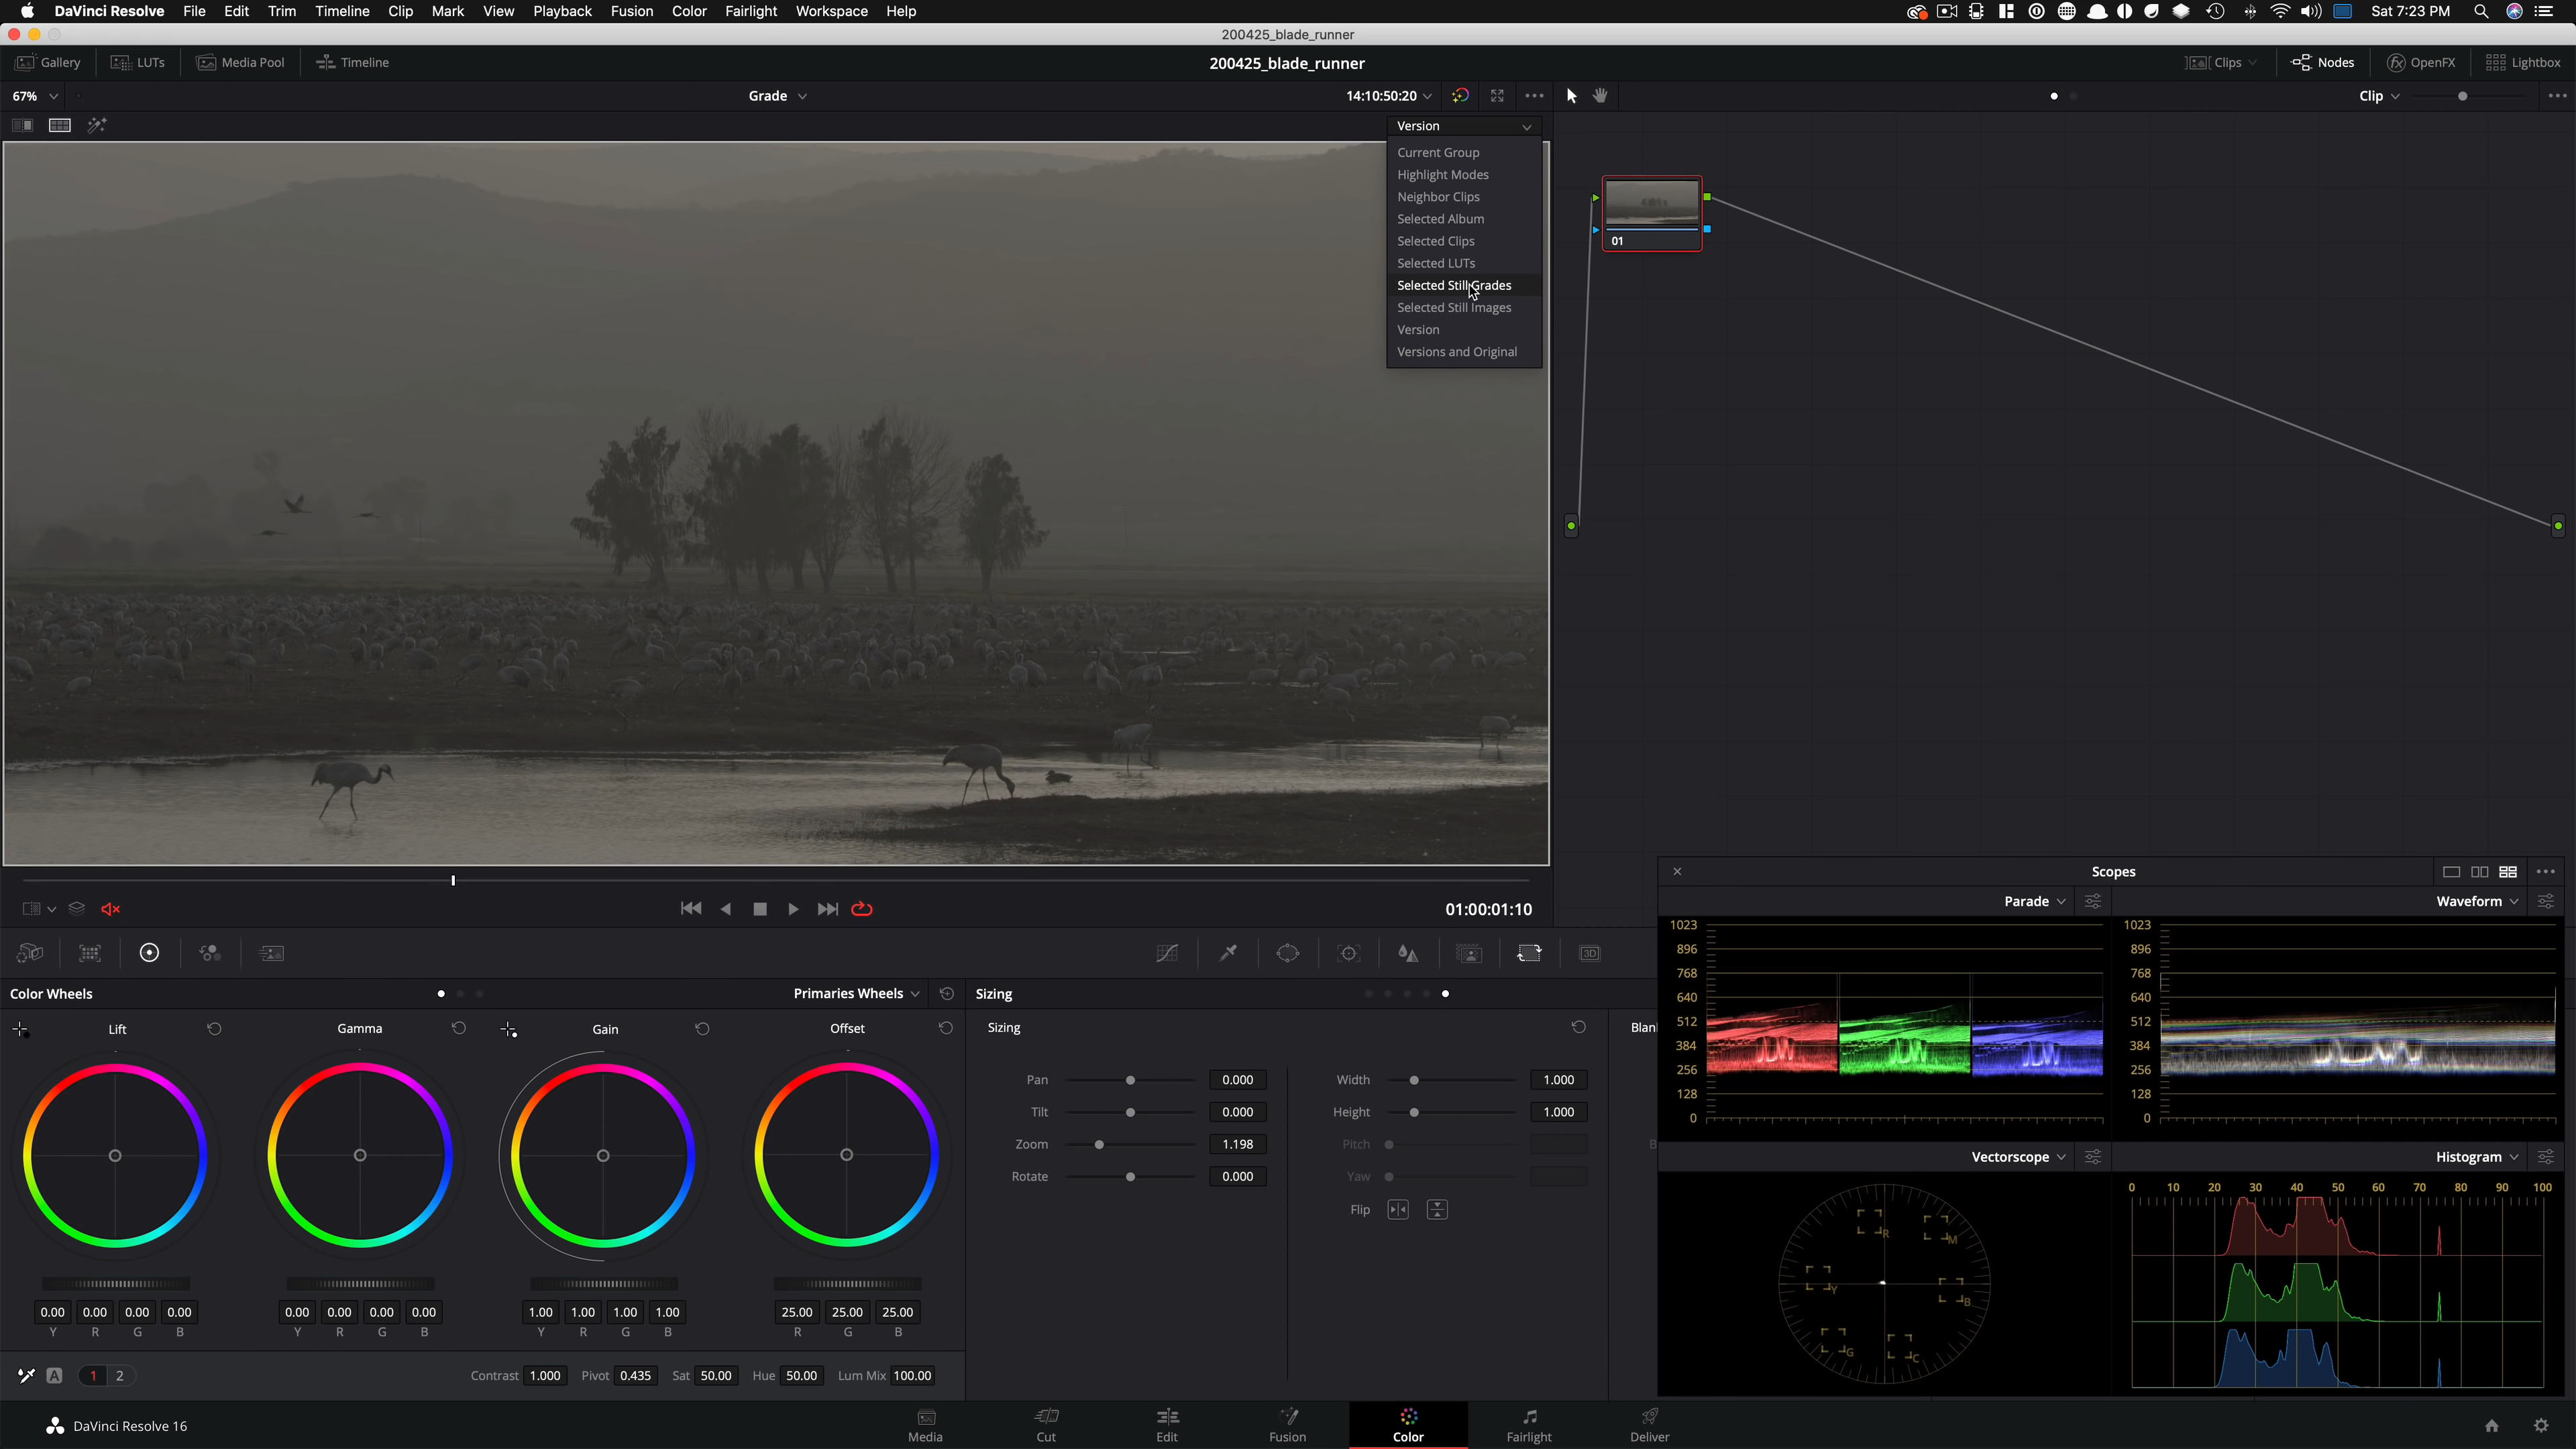 DaVinci Resolve File Edit Trim Timeline Clip Mark View Playback Fusion Color Fairlight Workspace Help Sat 7:23 PM
200425_blade_runner
Gallery LUTs Media Pool Timeline 200425_blade_runner Clips Nodes OpenFX Lightbox
67% Grade 14:10:50:20 Clip
Version
Current Group
Highlight Modes
Neighbor Clips
Selected Album
Selected Clips
Selected LUTs
Selected Still Grades
Selected Still Images
Version
Versions and Original
01
01:00:01:10
Scopes
Parade Waveform
1023 1023
896 896
768 768
640 640
512 512
384 384
256 256
128 128
0 0
Vectorscope Histogram
R M B C G Y
0 10 20 30 40 50 60 70 80 90 100
Color Wheels Primaries Wheels Sizing
Lift Gamma Gain Offset Sizing Blan
Pan 0.000 Width 1.000
Tilt 0.000 Height 1.000
Zoom 1.198 Pitch B
Rotate 0.000 Yaw
Flip
0.00 0.00 0.00 0.00 0.00 0.00 0.00 0.00 1.00 1.00 1.00 1.00 25.00 25.00 25.00
Y R G B Y R G B Y R G B R G B
A 1 2 Contrast 1.000 Pivot 0.435 Sat 50.00 Hue 50.00 Lum Mix 100.00
3D
DaVinci Resolve 16 Media Cut Edit Fusion Color Fairlight Deliver